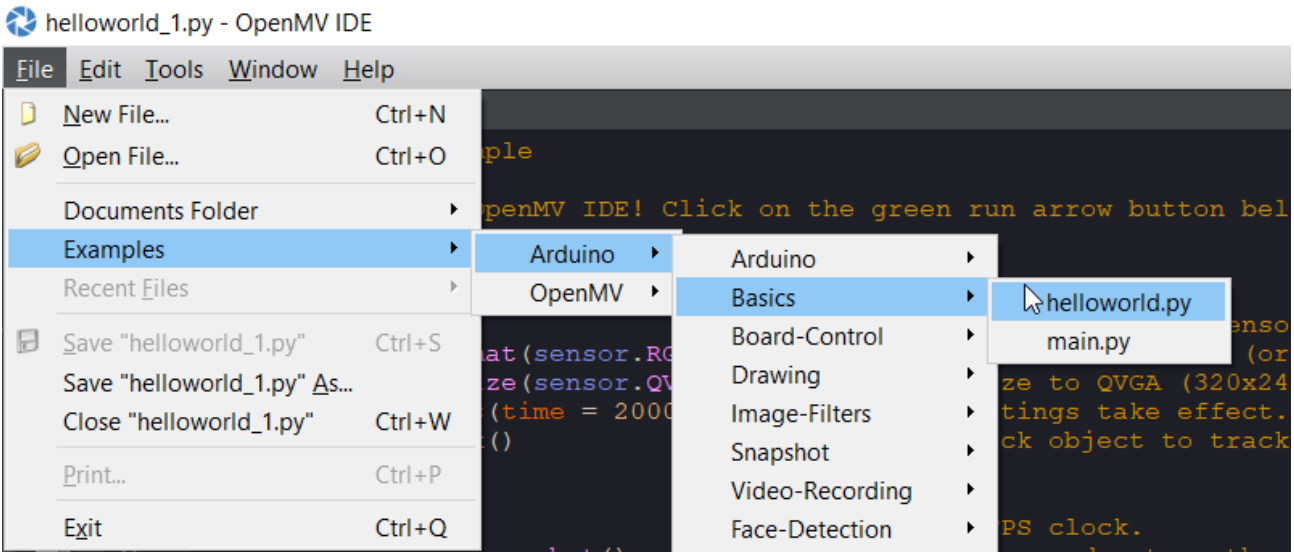 helloworld_1.py - OpenMV IDE
File Edit Tools Window Help
New File... Ctrl+N
Open File... Ctrl+O
Documents Folder
Examples
Recent Files
Save "helloworld_1.py" Ctrl+S
Save "helloworld_1.py" As...
Close "helloworld_1.py" Ctrl+W
Print... Ctrl+P
Exit Ctrl+Q
Arduino
OpenMV
Arduino
Basics
Board-Control
Drawing
Image-Filters
Snapshot
Video-Recording
Face-Detection
helloworld.py
main.py
mple
OpenMV IDE! Click on the green run arrow button bel
enso
mat(sensor.RG (or
ze(sensor.QV ze to QVGA (320x24
(time = 2000 tings take effect.
() ck object to track
PS clock.